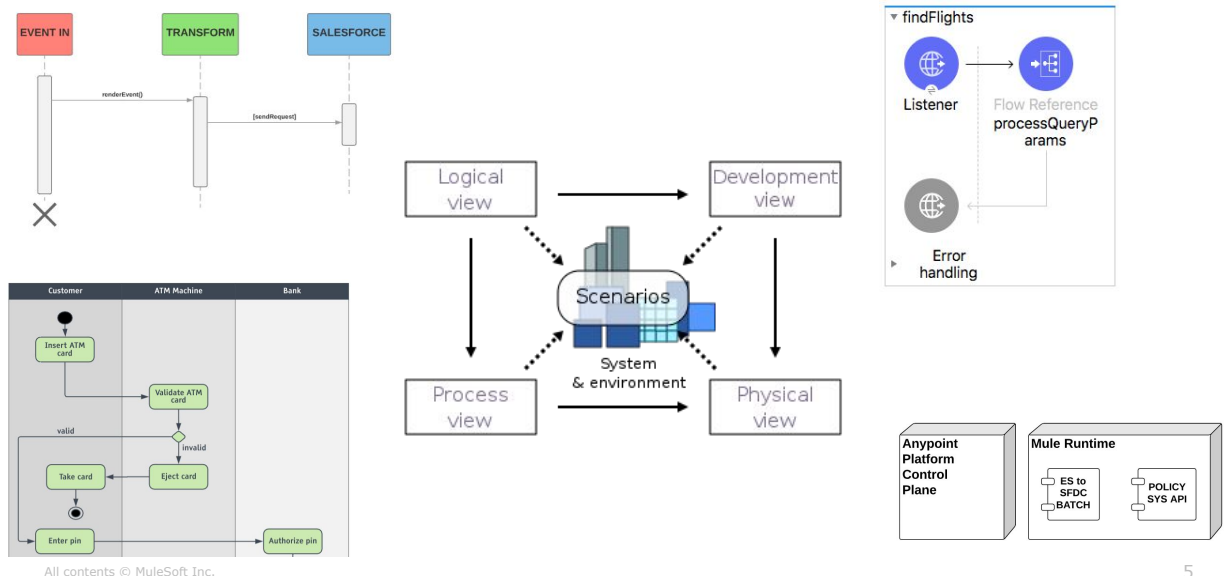 EVENT IN
TRANSFORM
SALESFORCE
renderEvent()
[sendRequest]
Customer
ATM Machine
Bank
Insert ATM
card
Validate ATM
card
valid
invalid
Take card
Eject card
Enter pin
Authorize pin
Logical
view
Development
view
Scenarios
System
& environment
Process
view
Physical
view
findFlights
Listener
Flow Reference
processQueryP
arams
Error
handling
Anypoint
Platform
Control
Plane
Mule Runtime
ES to
SFDC
BATCH
POLICY
SYS API
All contents © MuleSoft Inc.
5